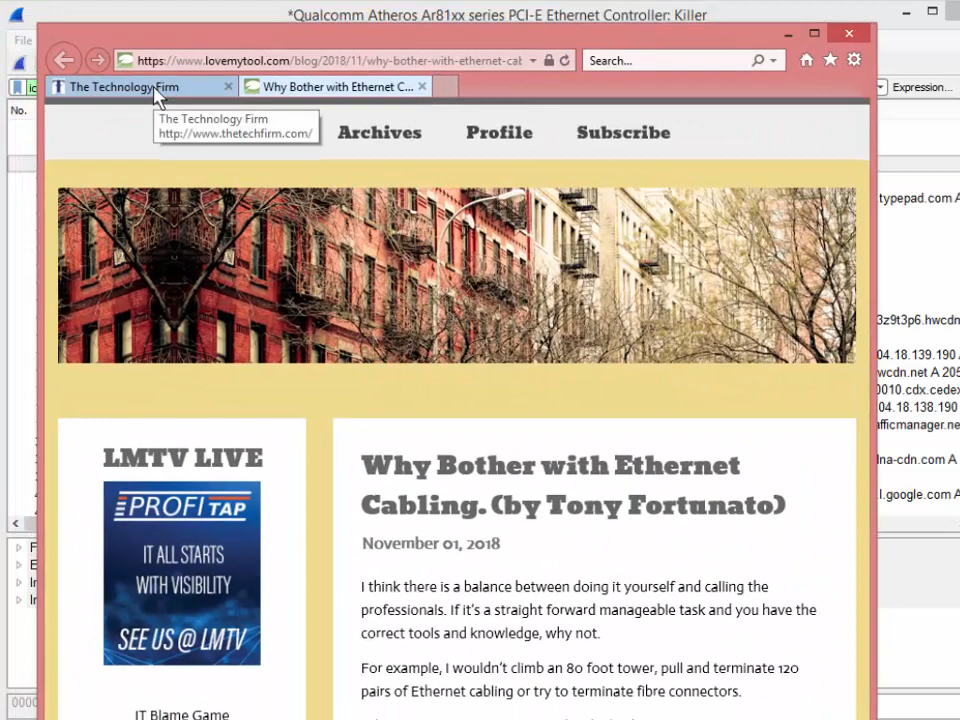 *Qualcomm Atheros Ar81xx series PCI-E Ethernet Controller: Killer
File
https://www.lovemytool.com/blog/2018/11/why-bother-with-ethernet-cat
Search...
The Technology Firm
Why Bother with Ethernet C...
Expression...
No.
The Technology Firm
http://www.thetechfirm.com/
Archives
Profile
Subscribe
typepad.com A
3z9t3p6.hwcdn
04.18.139.190
wcdn.net A 205
0010.cdx.cedex
04.18.138.190
afficmanager.ne
dna-cdn.com A
l.google.com A
LMTV LIVE
PROFITAP
IT ALL STARTS
WITH VISIBILITY
SEE US @ LMTV
IT Blame Game
Why Bother with Ethernet
Cabling. (by Tony Fortunato)
November 01, 2018
I think there is a balance between doing it yourself and calling the
professionals. If it's a straight forward manageable task and you have the
correct tools and knowledge, why not.
For example, I wouldn't climb an 80 foot tower, pull and terminate 120
pairs of Ethernet cabling or try to terminate fibre connectors.
F
E
In
In
0000